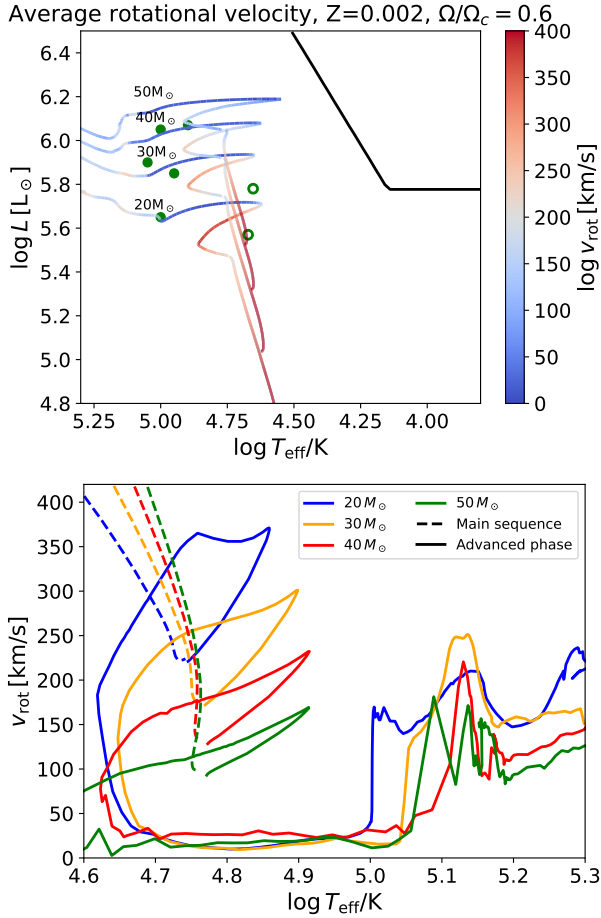 Average rotational velocity, Z=0.002, Ω/Ω_c = 0.6
400
350
300
250
200
150
100
50
0
log v_rot [km/s]
6.4
6.2
6.0
5.8
5.6
5.4
5.2
5.0
4.8
log L [L_⊙]
50M_⊙
40M_⊙
30M_⊙
20M_⊙
5.25 5.00 4.75 4.50 4.25 4.00
log T_eff/K
400
350
300
250
200
150
100
50
0
v_rot [km/s]
20 M_⊙ 50 M_⊙
30 M_⊙ Main sequence
40 M_⊙ Advanced phase
4.6 4.7 4.8 4.9 5.0 5.1 5.2 5.3
log T_eff/K